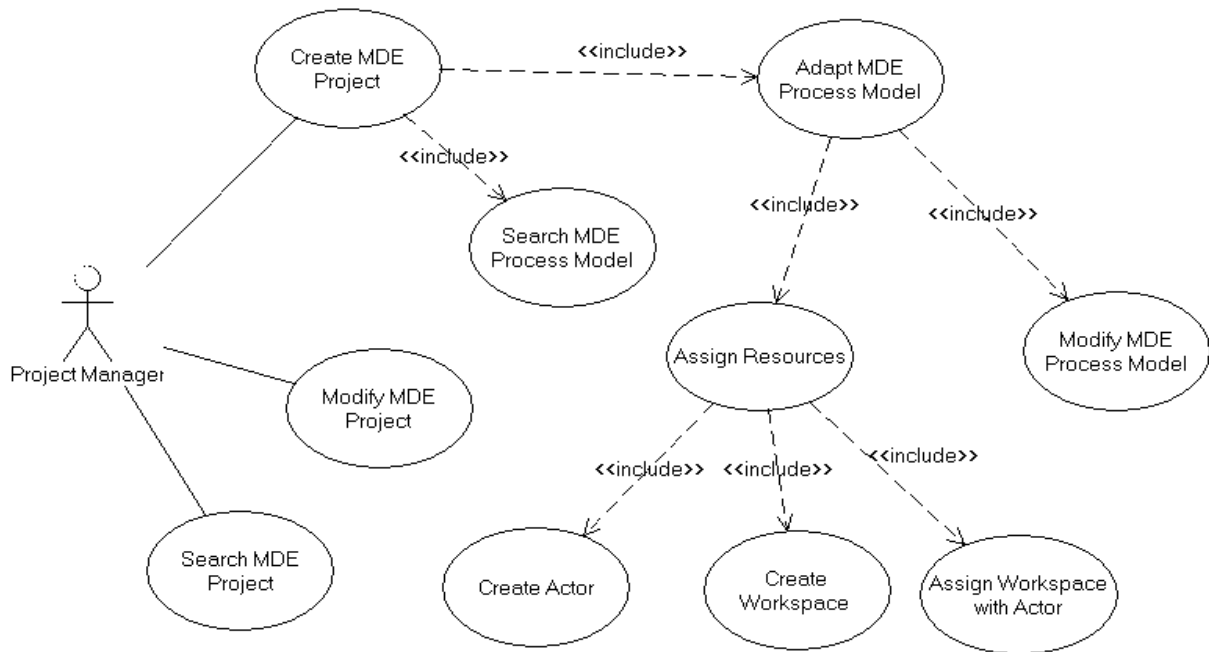 Create MDE
Project
<<include>>
Adapt MDE
Process Model
<<include>>
Search MDE
Process Model
<<include>>
<<include>>
Project Manager
Modify MDE
Project
Assign Resources
Modify MDE
Process Model
Search MDE
Project
<<include>>
<<include>>
<<include>>
Create Actor
Create
Workspace
Assign Workspace
with Actor